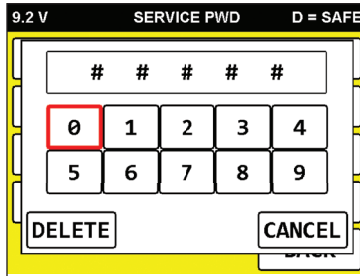 9.2 V SERVICE PWD D = SAFE
# # # # #
0 1 2 3 4
5 6 7 8 9
DELETE CANCEL